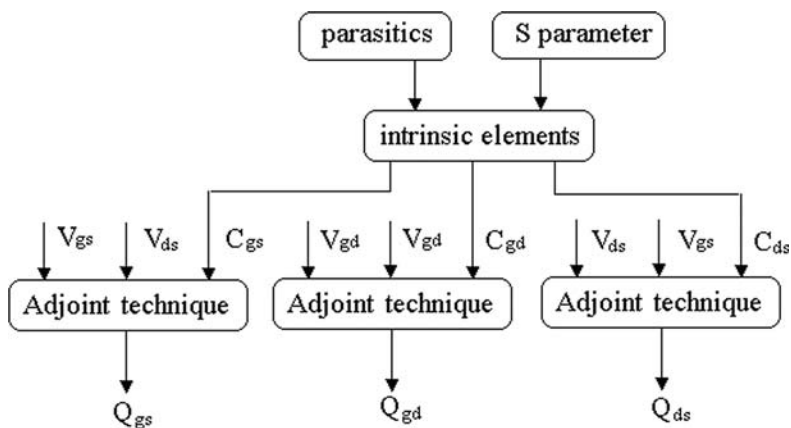 parasitics
S parameter
intrinsic elements
Vgs
Vds
Cgs
Vgd
Vgd
Cgd
Vds
Vgs
Cds
Adjoint technique
Adjoint technique
Adjoint technique
Qgs
Qgd
Qds